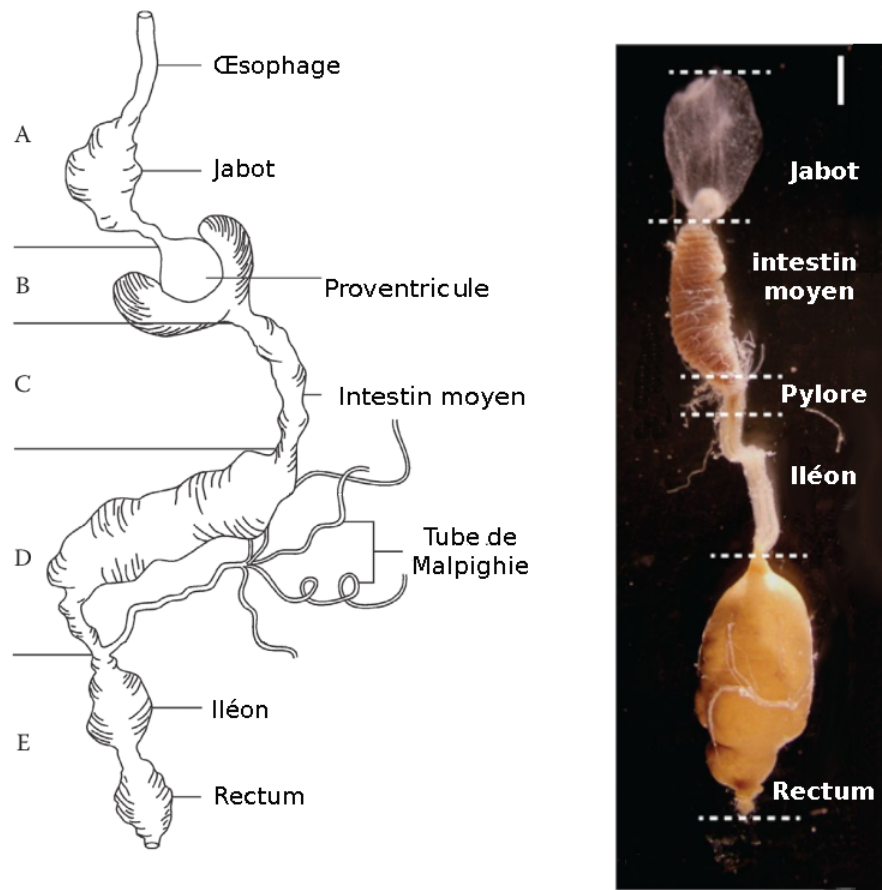 Œsophage
A
Jabot
B
Proventricule
C
Intestin moyen
D
Tube de
Malpighie
Iléon
E
Rectum
Jabot
intestin
moyen
Pylore
Iléon
Rectum